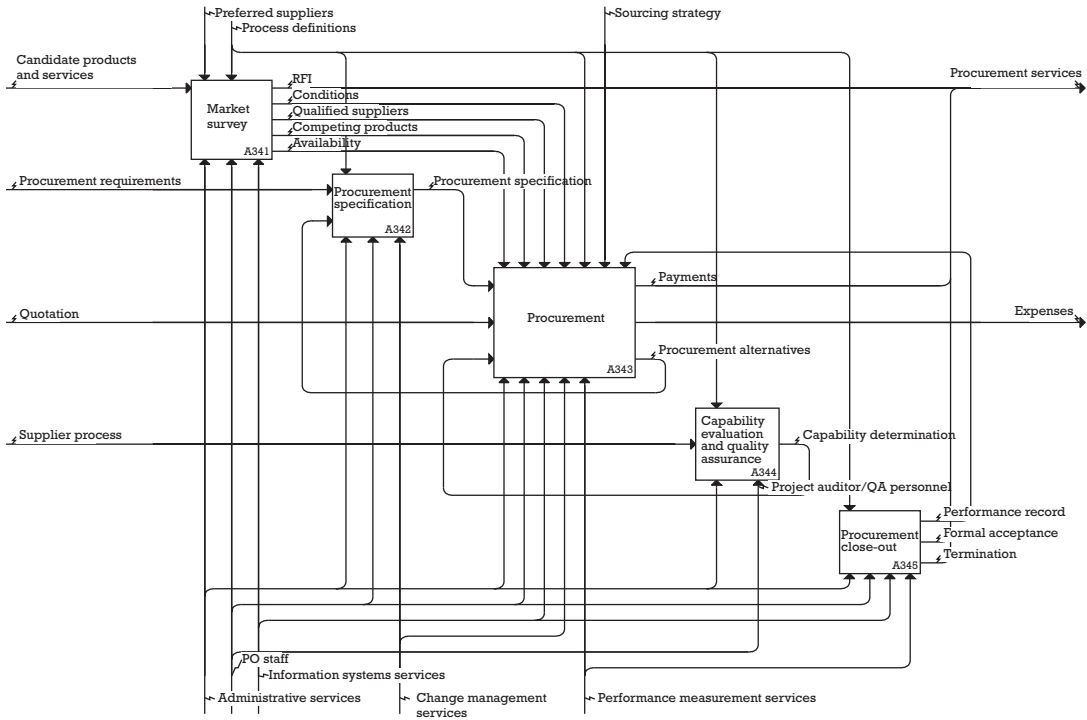 Preferred suppliers
Process definitions
Sourcing strategy
Candidate products
and services
Procurement services
RFI
Conditions
Qualified suppliers
Competing products
Availability
Market
survey
A341
Procurement requirements
Procurement
specification
A342
Procurement specification
Payments
Quotation
Procurement
A343
Expenses
Procurement alternatives
Supplier process
Capability
evaluation
and quality
assurance
A344
Capability determination
Project auditor/QA personnel
Performance record
Formal acceptance
Termination
Procurement
close-out
A345
PO staff
Information systems services
Administrative services
Change management
services
Performance measurement services